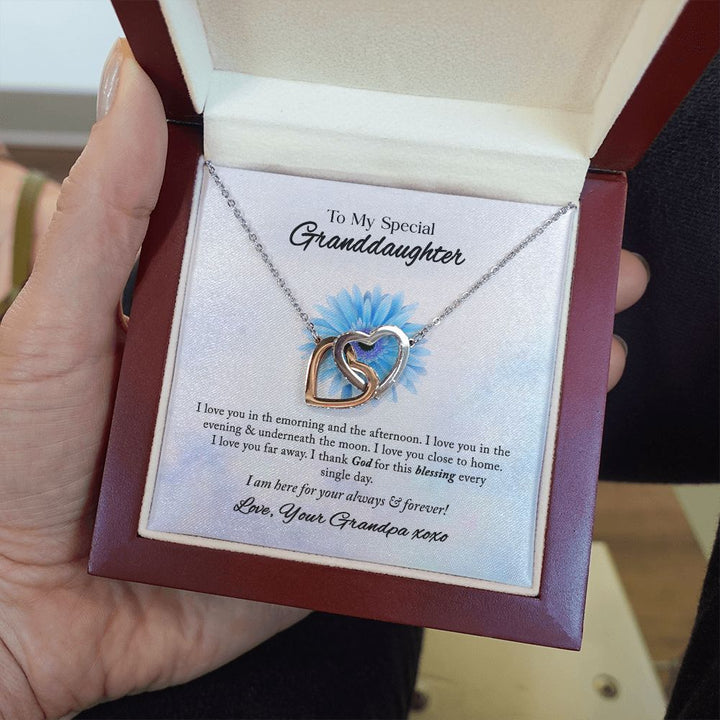 To My Special
Granddaughter
I love you in th emorning and the afternoon. I love you in the
evening & underneath the moon. I love you close to home.
I love you far away. I thank God for this blessing every
single day.
I am here for your always & forever!
Love, Your Grandpa xoxo